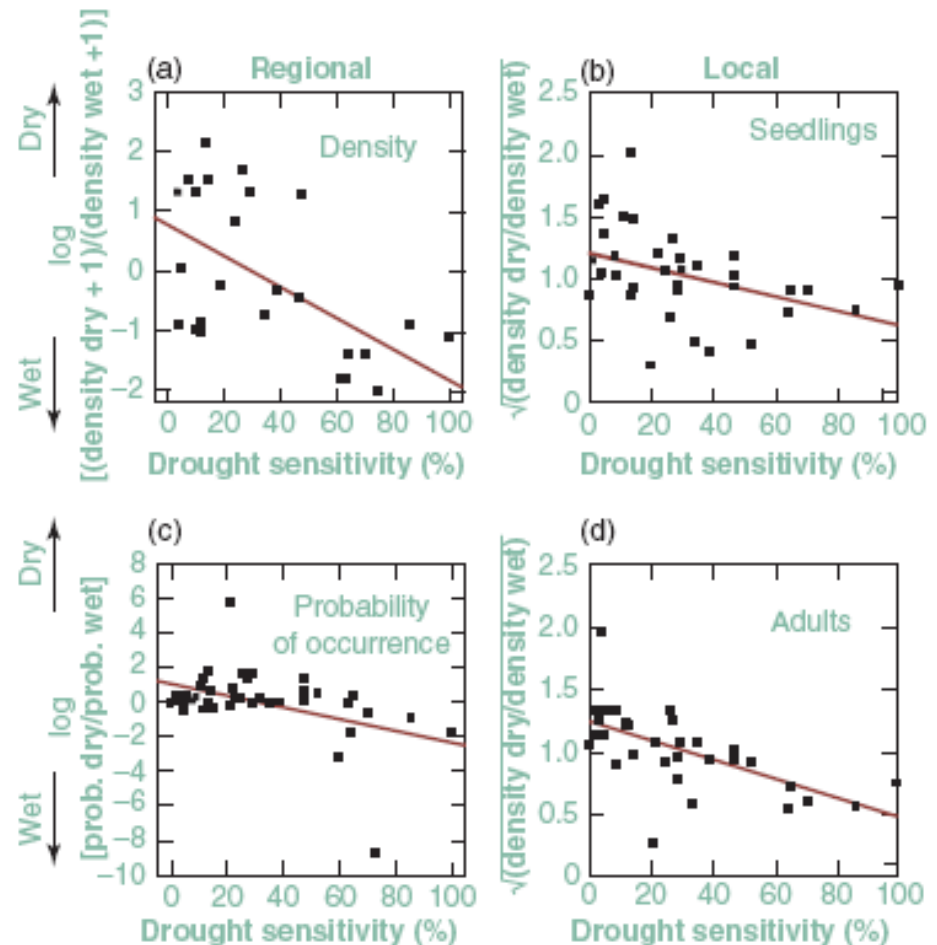 (a)
Regional
Dry
log
Wet
[(density dry + 1)/(density wet +1)]
3
2
1
0
−1
−2
Density
0 20 40 60 80 100
Drought sensitivity (%)
(b)
Local
√(density dry/density wet)
2.5
2.0
1.5
1.0
0.5
0
Seedlings
0 20 40 60 80 100
Drought sensitivity (%)
(c)
Dry
log
Wet
[prob. dry/prob. wet]
8
6
4
2
0
−2
−4
−6
−8
−10
Probability
of occurrence
0 20 40 60 80 100
Drought sensitivity (%)
(d)
√(density dry/density wet)
2.5
2.0
1.5
1.0
0.5
0
Adults
0 20 40 60 80 100
Drought sensitivity (%)